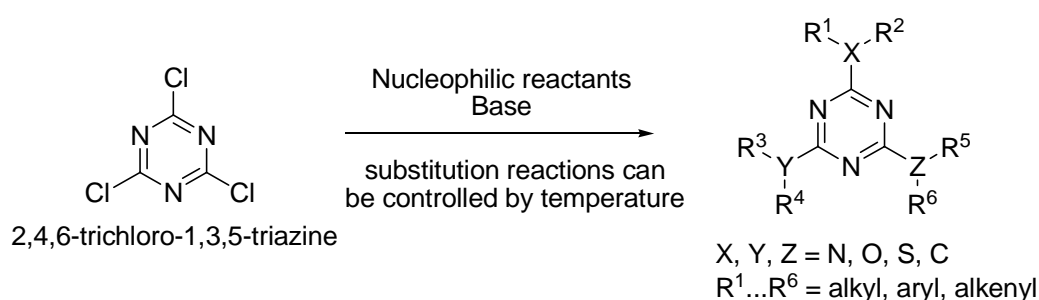 Cl
N
N
Cl
N
Cl
2,4,6-trichloro-1,3,5-triazine
Nucleophilic reactants
Base
substitution reactions can
be controlled by temperature
R¹ R²
X
N
N
R³
Y
N
R⁵
Z
R⁴
R⁶
X, Y, Z = N, O, S, C
R¹...R⁶ = alkyl, aryl, alkenyl